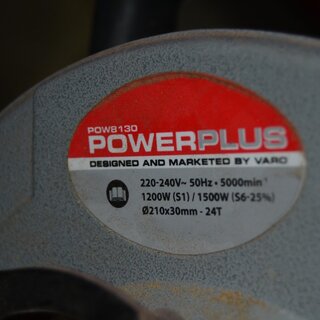 POW8130
POWERPLUS
DESIGNED AND MARKETED BY VARO
220-240V~ 50Hz • 5000min⁻¹
1200W (S1) / 1500W (S6-25%)
Ø210x30mm - 24T